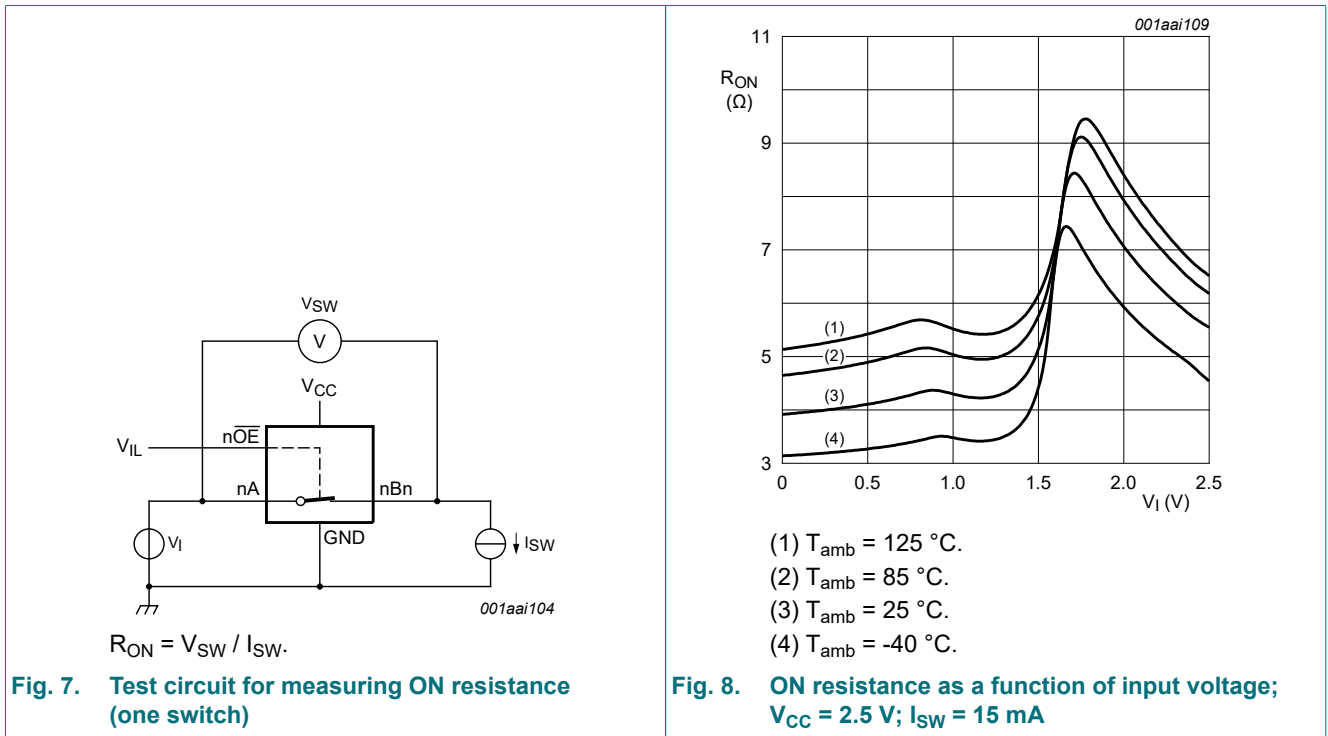 VSW
V
VCC
VIL
nOE
nA
nBn
VI
GND
ISW
001aai104
RON = VSW / ISW.
Fig. 7. Test circuit for measuring ON resistance
(one switch)
001aai109
11
RON
(Ω)
9
7
5
3
(1)
(2)
(3)
(4)
0 0.5 1.0 1.5 2.0 2.5
VI (V)
(1) Tamb = 125 °C.
(2) Tamb = 85 °C.
(3) Tamb = 25 °C.
(4) Tamb = -40 °C.
Fig. 8. ON resistance as a function of input voltage;
VCC = 2.5 V; ISW = 15 mA